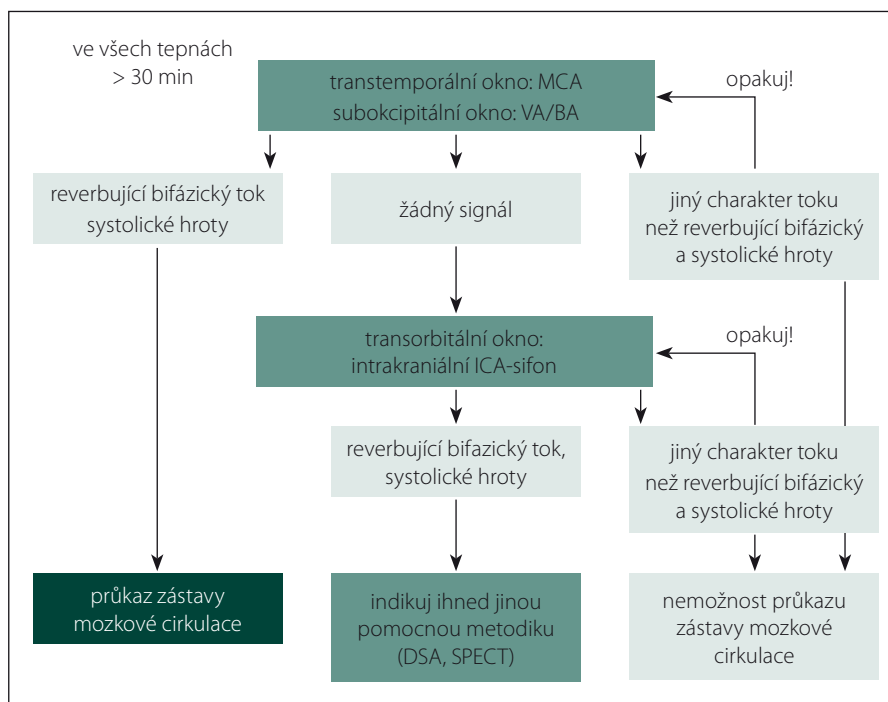 ve všech tepnách
> 30 min
transtemporální okno: MCA
subokcipitální okno: VA/BA
opakuj!
reverbující bifázický tok
systolické hroty
žádný signál
jiný charakter toku
než reverbující bifázický
a systolické hroty
transorbitální okno:
intrakraniální ICA-sifon
opakuj!
reverbující bifazický tok,
systolické hroty
jiný charakter toku
než reverbující bifázický
a systolické hroty
průkaz zástavy
mozkové cirkulace
indikuj ihned jinou
pomocnou metodiku
(DSA, SPECT)
nemožnost průkazu
zástavy mozkové
cirkulace